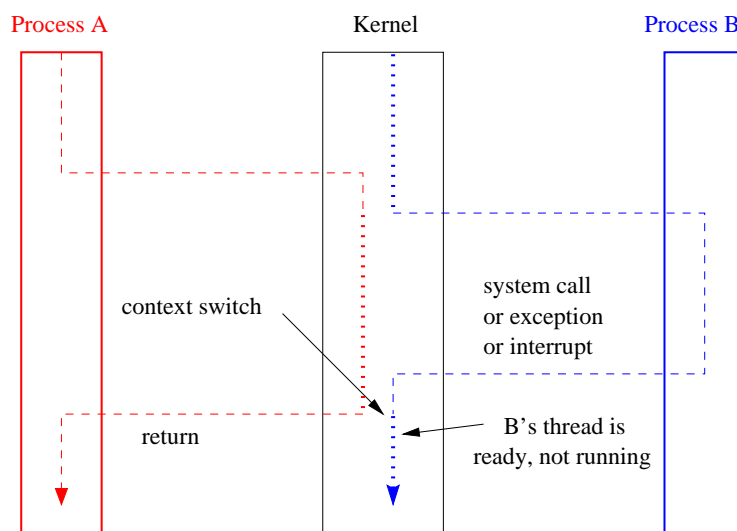 Process A
Kernel
Process B
system call
or exception
or interrupt
context switch
return
B’s thread is
ready, not running